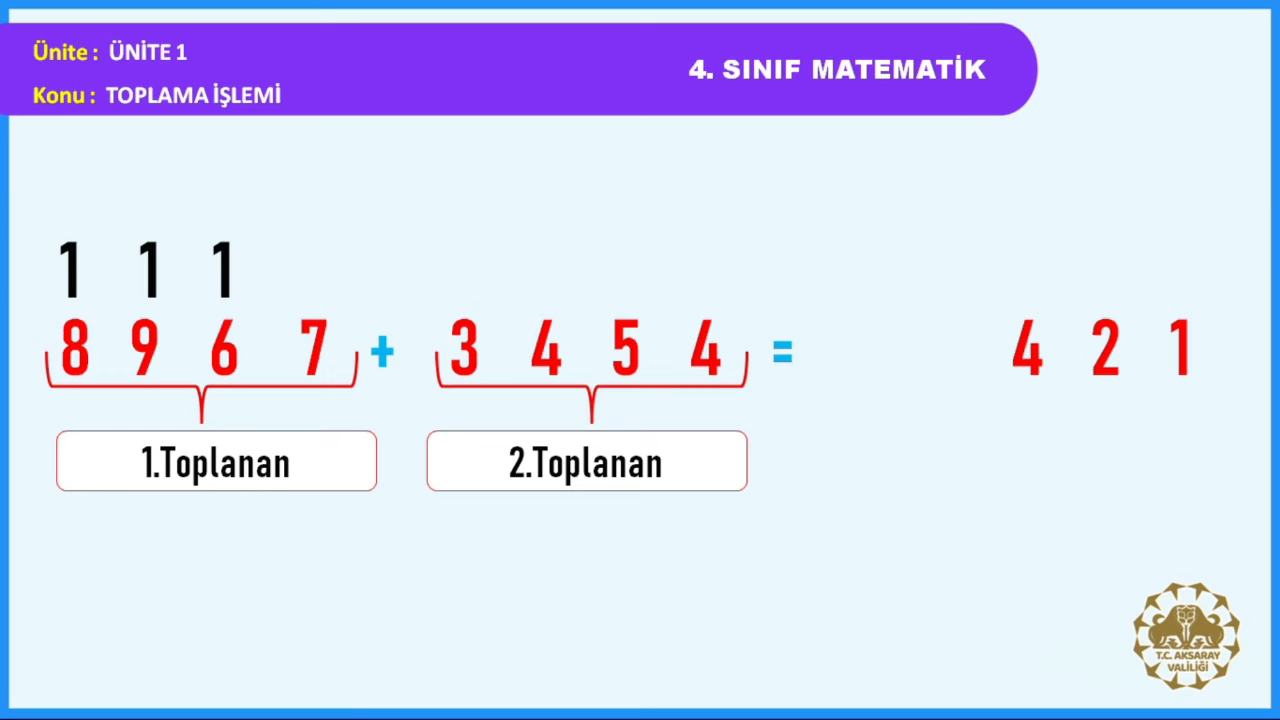 Ünite : ÜNİTE 1
Konu : TOPLAMA İŞLEMİ
4. SINIF MATEMATİK
1 1 1
8 9 6 7 + 3 4 5 4 = 4 2 1
1.Toplanan
2.Toplanan
T.C. AKSARAY
VALİLİĞİ